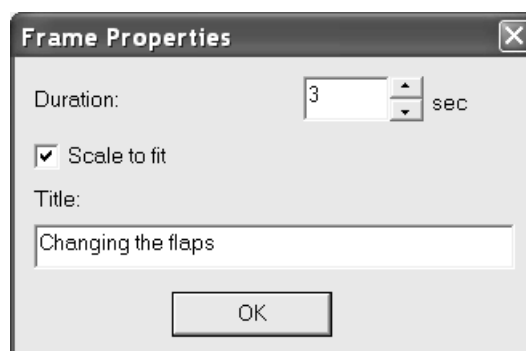 Frame Properties
Duration: 3 sec
Scale to fit
Title:
Changing the flaps
OK